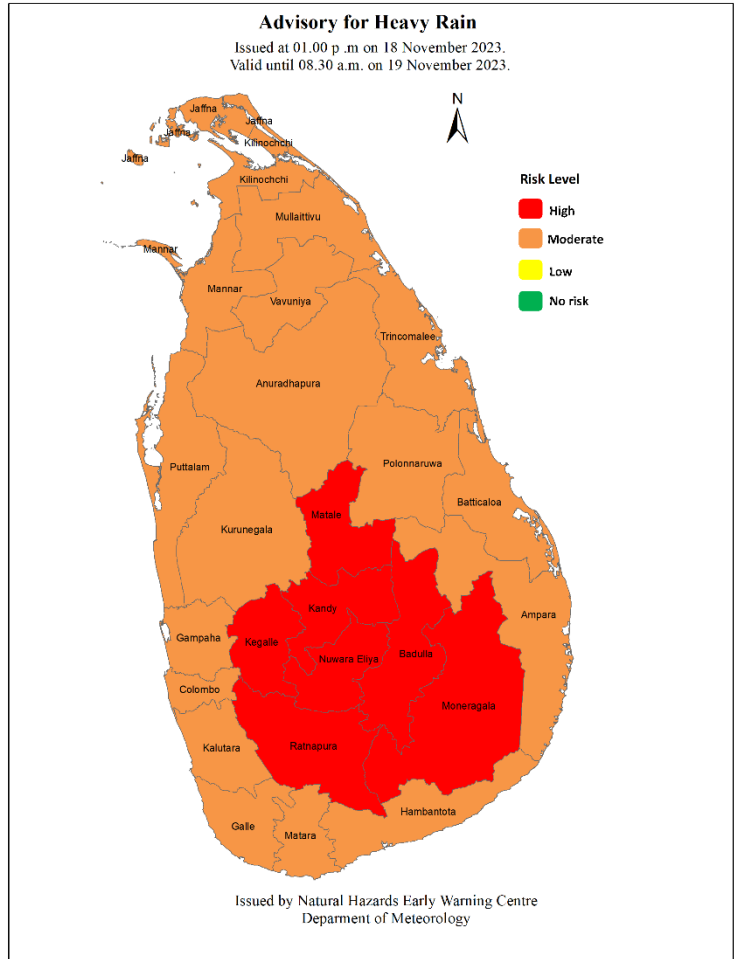 Advisory for Heavy Rain
Issued at 01.00 p .m on 18 November 2023.
Valid until 08.30 a.m. on 19 November 2023.
N
Jaffna
Jaffna
Jaffna
Kilinochchi
Jaffna
Kilinochchi
Mullaittivu
Mannar
Mannar
Vavuniya
Trincomalee
Anuradhapura
Polonnaruwa
Puttalam
Batticaloa
Matale
Kurunegala
Kandy
Ampara
Gampaha
Kegalle
Badulla
Nuwara Eliya
Colombo
Moneragala
Kalutara
Ratnapura
Hambantota
Galle
Matara
Risk Level
High
Moderate
Low
No risk
Issued by Natural Hazards Early Warning Centre
Deparment of Meteorology